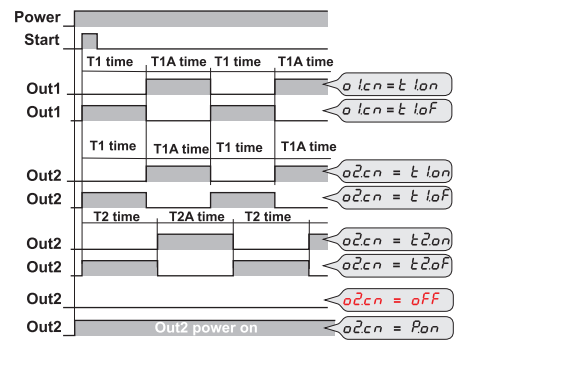 Power
Start
T1 time T1A time T1 time T1A time
Out1 o1.cn = t1.on
Out1 o1.cn = t1.oF
T1 time T1A time T1 time T1A time
Out2 o2.cn = t1.on
Out2 o2.cn = t1.oF
T2 time T2A time T2 time
Out2 o2.cn = t2.on
Out2 o2.cn = t2.oF
Out2 o2.cn = oFF
Out2 Out2 power on o2.cn = P.on